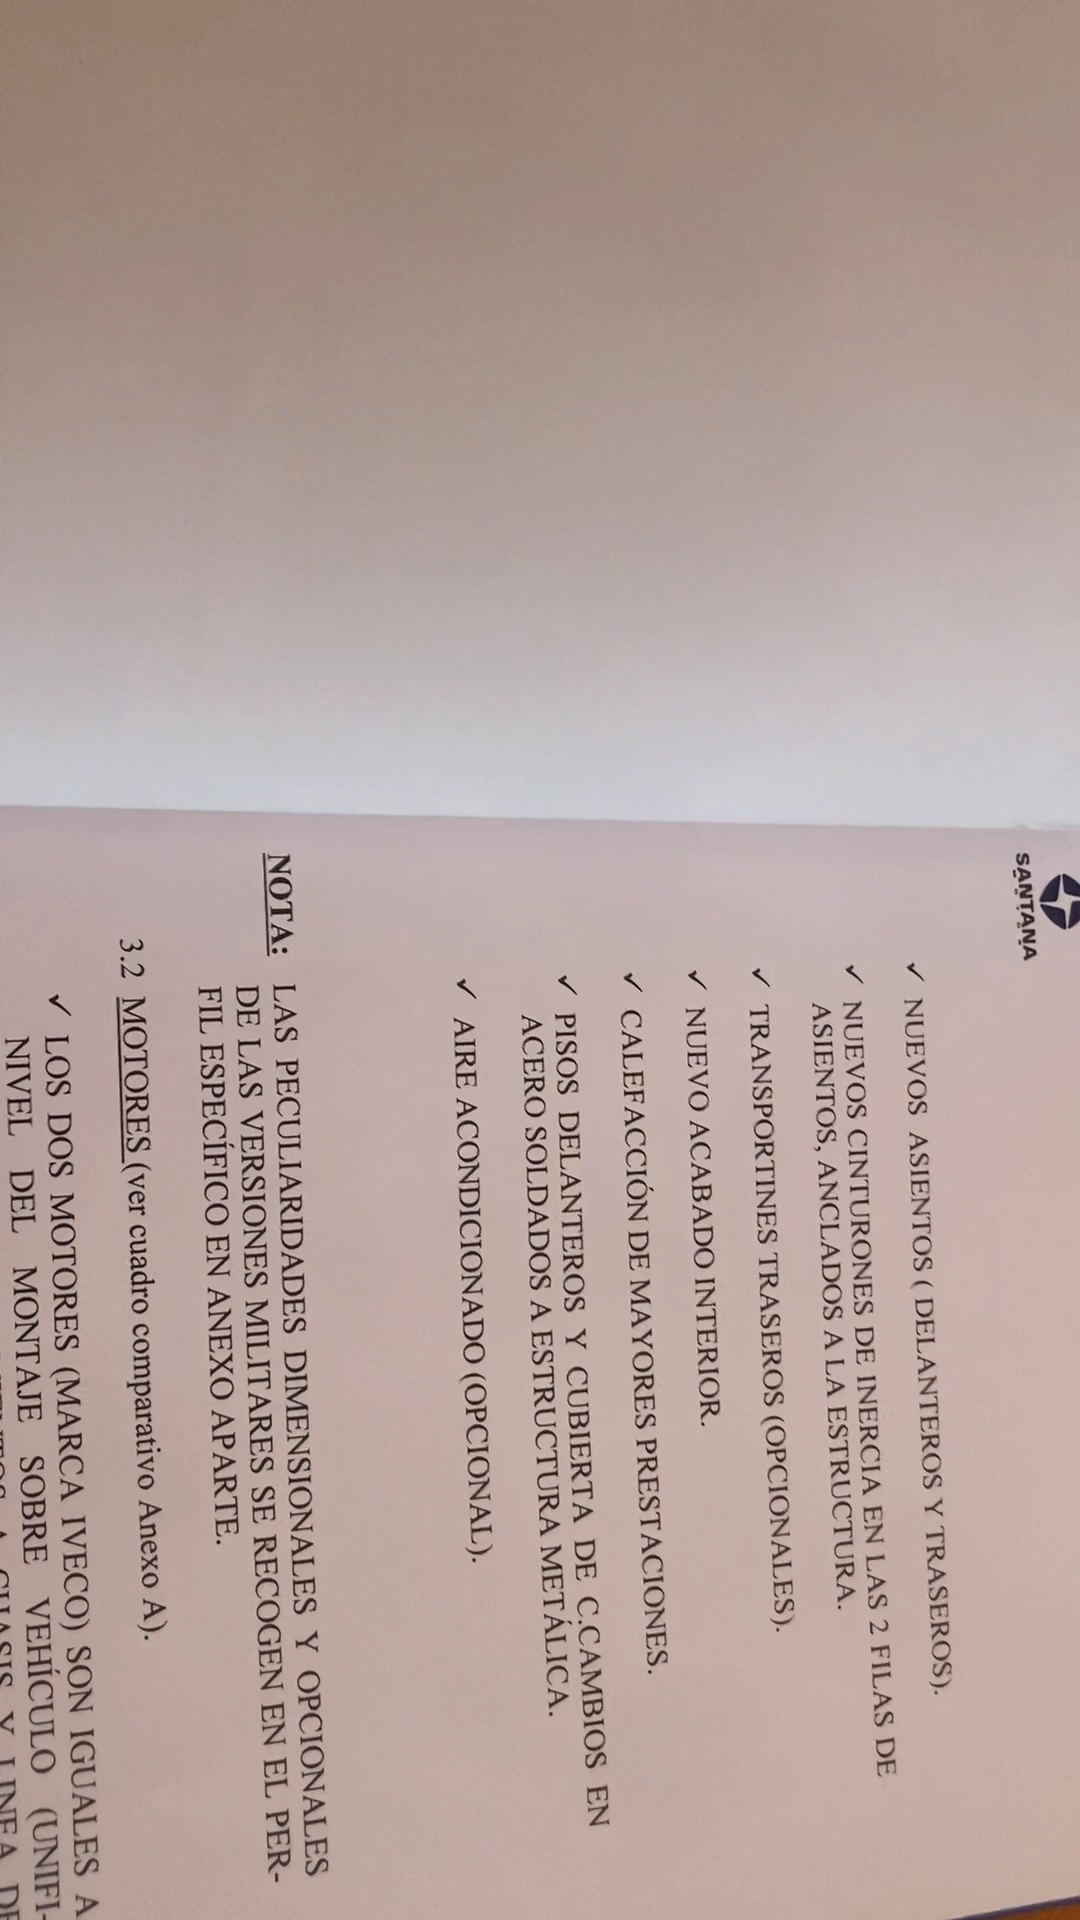 SANTANA
✓ NUEVOS ASIENTOS ( DELANTEROS Y TRASEROS).
✓ NUEVOS CINTURONES DE INERCIA EN LAS 2 FILAS DE
ASIENTOS, ANCLADOS A LA ESTRUCTURA.
✓ TRANSPORTINES TRASEROS (OPCIONALES).
✓ NUEVO ACABADO INTERIOR.
✓ CALEFACCIÓN DE MAYORES PRESTACIONES.
✓ PISOS DELANTEROS Y CUBIERTA DE C.CAMBIOS EN
ACERO SOLDADOS A ESTRUCTURA METÁLICA.
✓ AIRE ACONDICIONADO (OPCIONAL).
NOTA: LAS PECULIARIDADES DIMENSIONALES Y OPCIONALES
DE LAS VERSIONES MILITARES SE RECOGEN EN EL PER-
FIL ESPECÍFICO EN ANEXO APARTE.
3.2 MOTORES (ver cuadro comparativo Anexo A).
✓ LOS DOS MOTORES (MARCA IVECO) SON IGUALES A
NIVEL DEL MONTAJE SOBRE VEHÍCULO (UNIFI-
A CHASIS Y LINEA DE